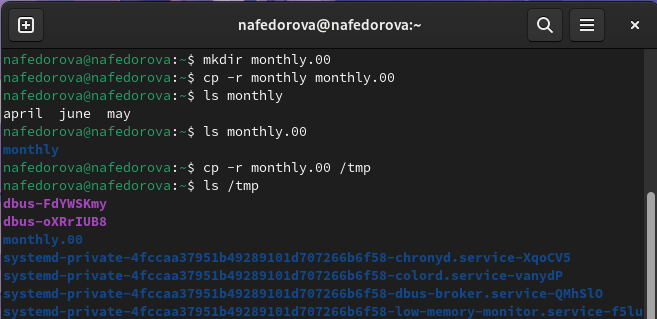 nafedorova@nafedorova:~
nafedorova@nafedorova:~$ mkdir monthly.00
nafedorova@nafedorova:~$ cp -r monthly monthly.00
nafedorova@nafedorova:~$ ls monthly
april  june  may
nafedorova@nafedorova:~$ ls monthly.00
monthly
nafedorova@nafedorova:~$ cp -r monthly.00 /tmp
nafedorova@nafedorova:~$ ls /tmp
dbus-FdYWSKmy
dbus-oXRrIUB8
monthly.00
systemd-private-4fccaa37951b49289101d707266b6f58-chronyd.service-XqoCV5
systemd-private-4fccaa37951b49289101d707266b6f58-colord.service-vanydP
systemd-private-4fccaa37951b49289101d707266b6f58-dbus-broker.service-QMhSlO
systemd-private-4fccaa37951b49289101d707266b6f58-low-memory-monitor.service-f5lu